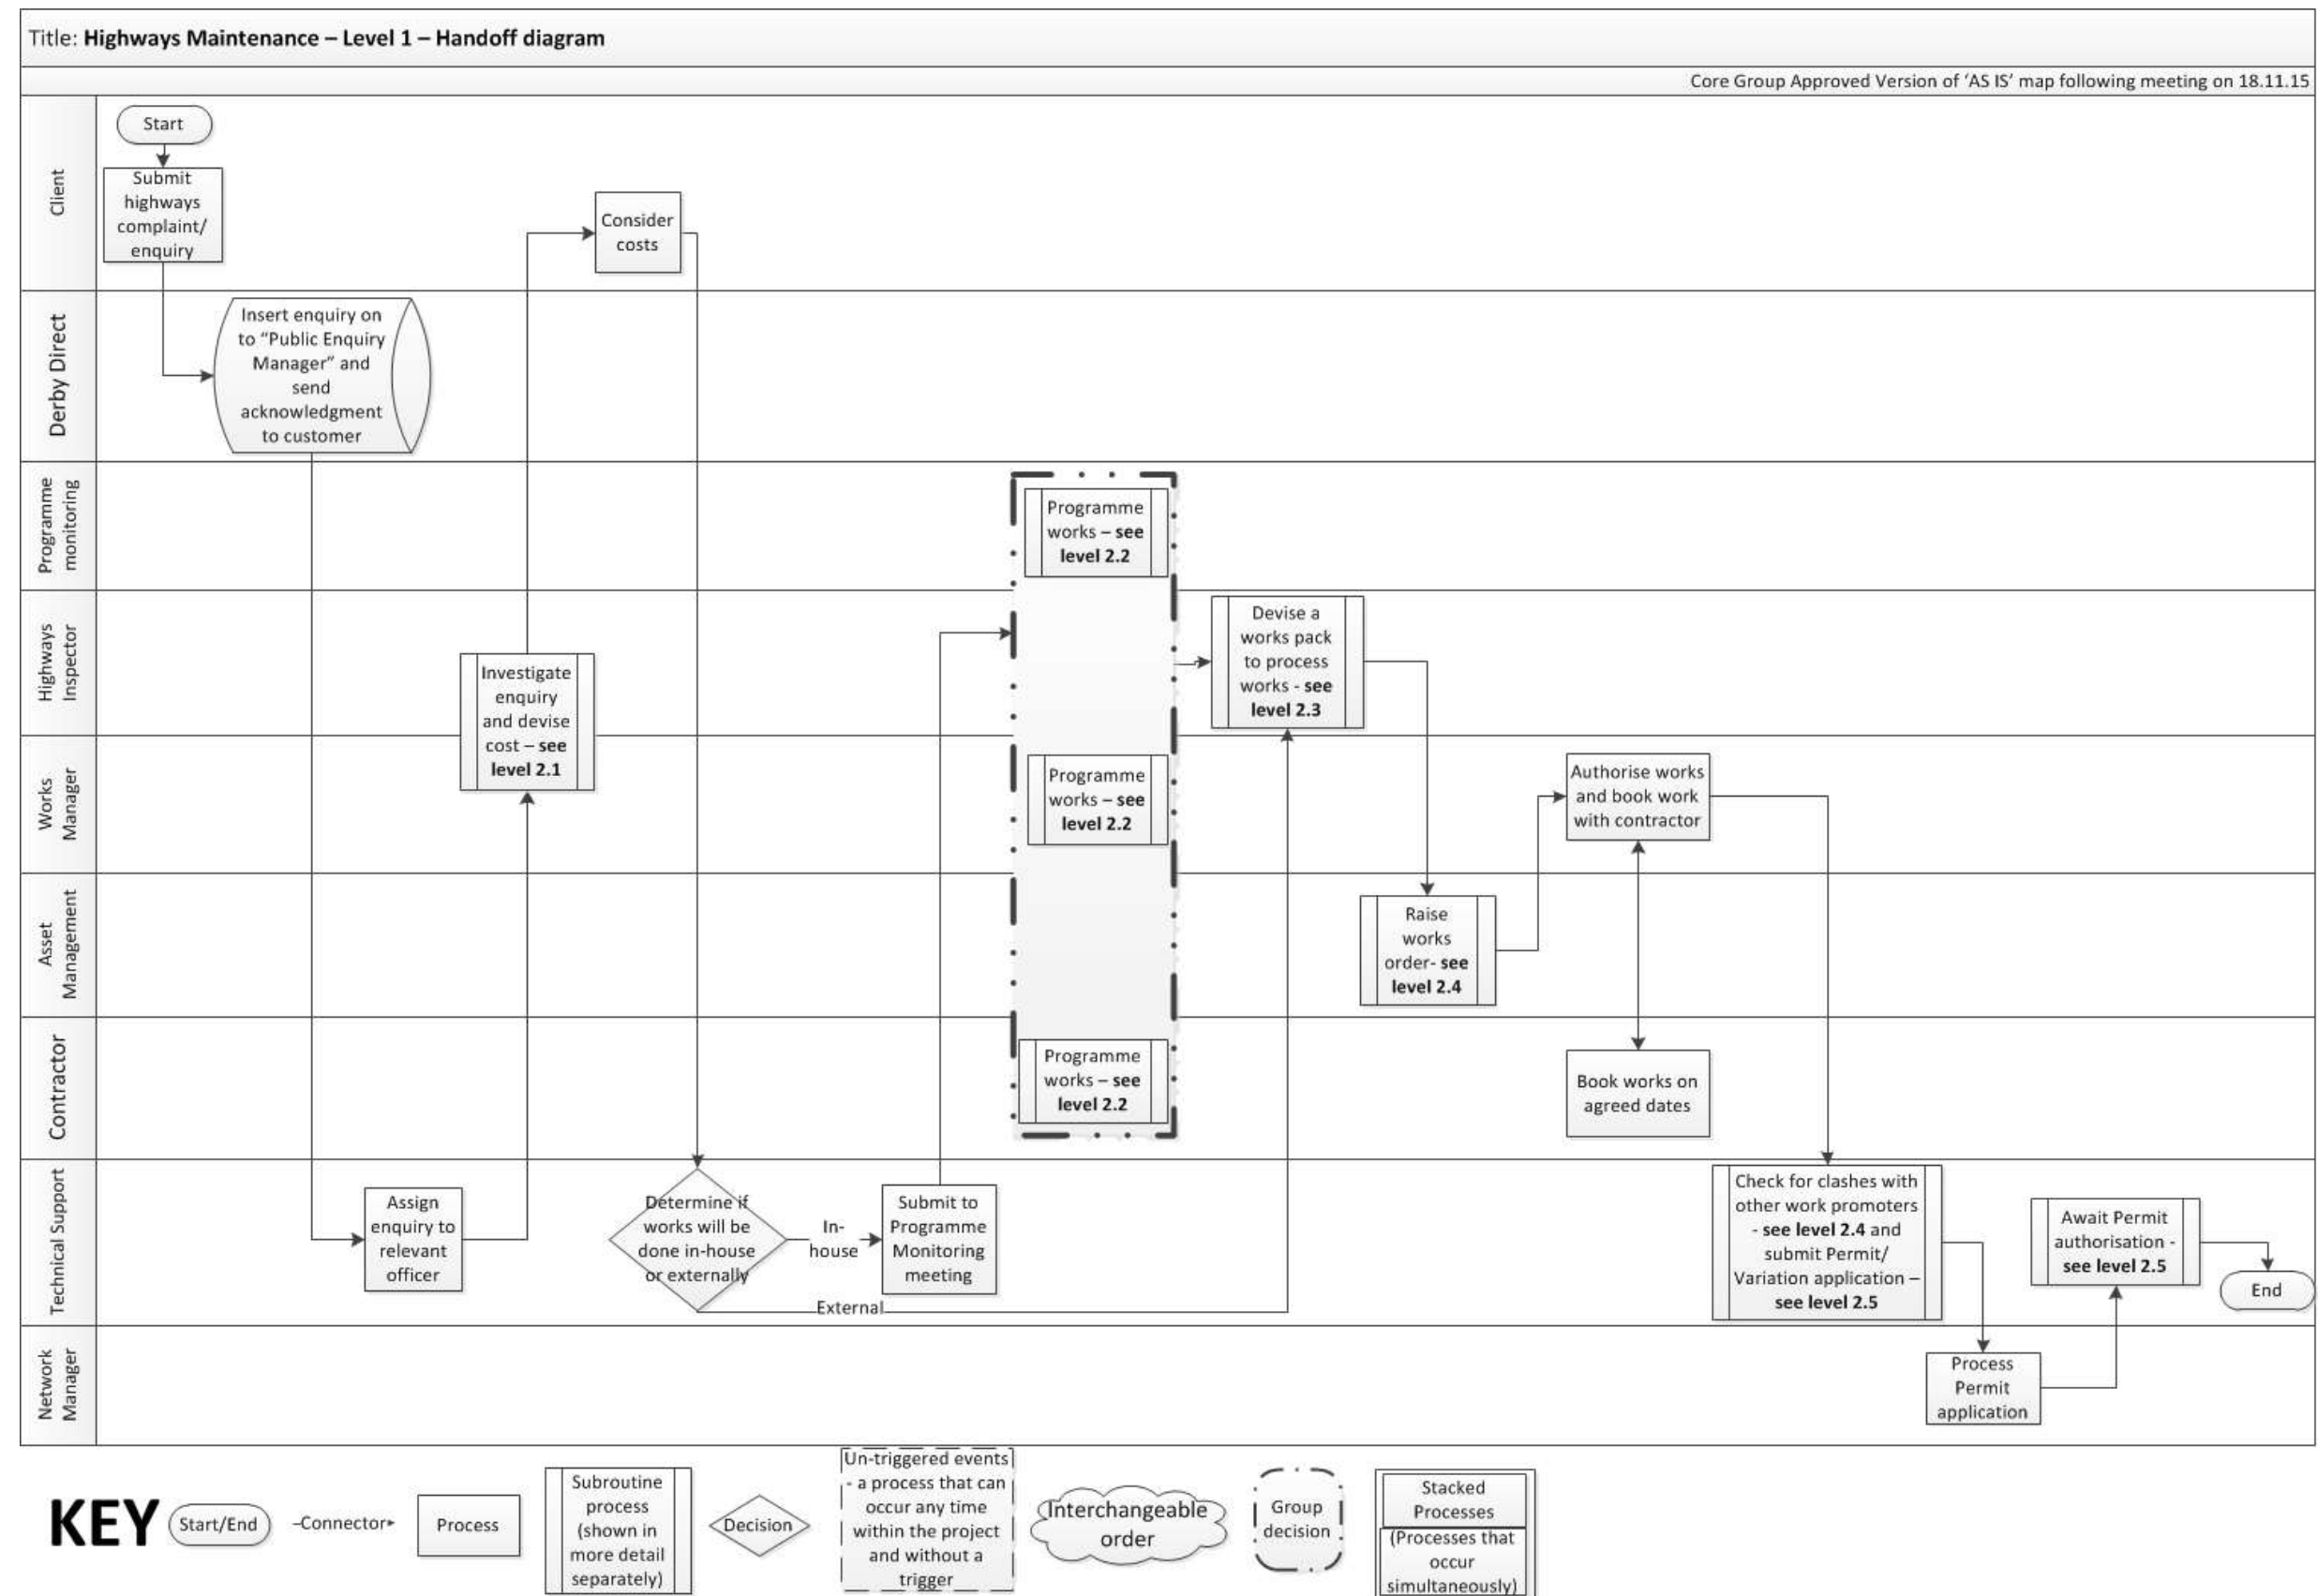 Title: Highways Maintenance – Level 1 – Handoff diagram
Core Group Approved Version of ‘AS IS’ map following meeting on 18.11.15
Client
Start
Submit
highways
complaint/
enquiry
Consider
costs
Derby Direct
Insert enquiry on
to “Public Enquiry
Manager” and
send
acknowledgment
to customer
Programme
monitoring
Programme
works – see
level 2.2
Highways
Inspector
Investigate
enquiry
and devise
cost – see
level 2.1
Devise a
works pack
to process
works - see
level 2.3
Works
Manager
Programme
works – see
level 2.2
Authorise works
and book work
with contractor
Asset
Management
Raise
works
order- see
level 2.4
Contractor
Programme
works – see
level 2.2
Book works on
agreed dates
Technical Support
Assign
enquiry to
relevant
officer
Determine if
works will be
done in-house
or externally
In-
house
External
Submit to
Programme
Monitoring
meeting
Check for clashes with
other work promoters
- see level 2.4 and
submit Permit/
Variation application –
see level 2.5
Await Permit
authorisation -
see level 2.5
End
Network
Manager
Process
Permit
application
KEY
Start/End
Connector
Process
Subroutine
process
(shown in
more detail
separately)
Decision
Un-triggered events
- a process that can
occur any time
within the project
and without a
trigger
Interchangeable
order
Group
decision
Stacked
Processes
(Processes that
occur
simultaneously)